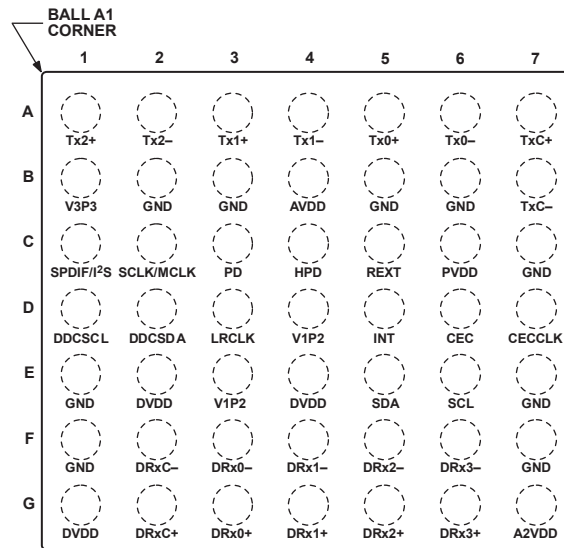 BALL A1
CORNER
1 2 3 4 5 6 7
A
Tx2+ Tx2– Tx1+ Tx1– Tx0+ Tx0– TxC+
B
V3P3 GND GND AVDD GND GND TxC–
C
SPDIF/I²S SCLK/MCLK PD HPD REXT PVDD GND
D
DDCSCL DDCSDA LRCLK V1P2 INT CEC CECCLK
E
GND DVDD V1P2 DVDD SDA SCL GND
F
GND DRxC– DRx0– DRx1– DRx2– DRx3– GND
G
DVDD DRxC+ DRx0+ DRx1+ DRx2+ DRx3+ A2VDD